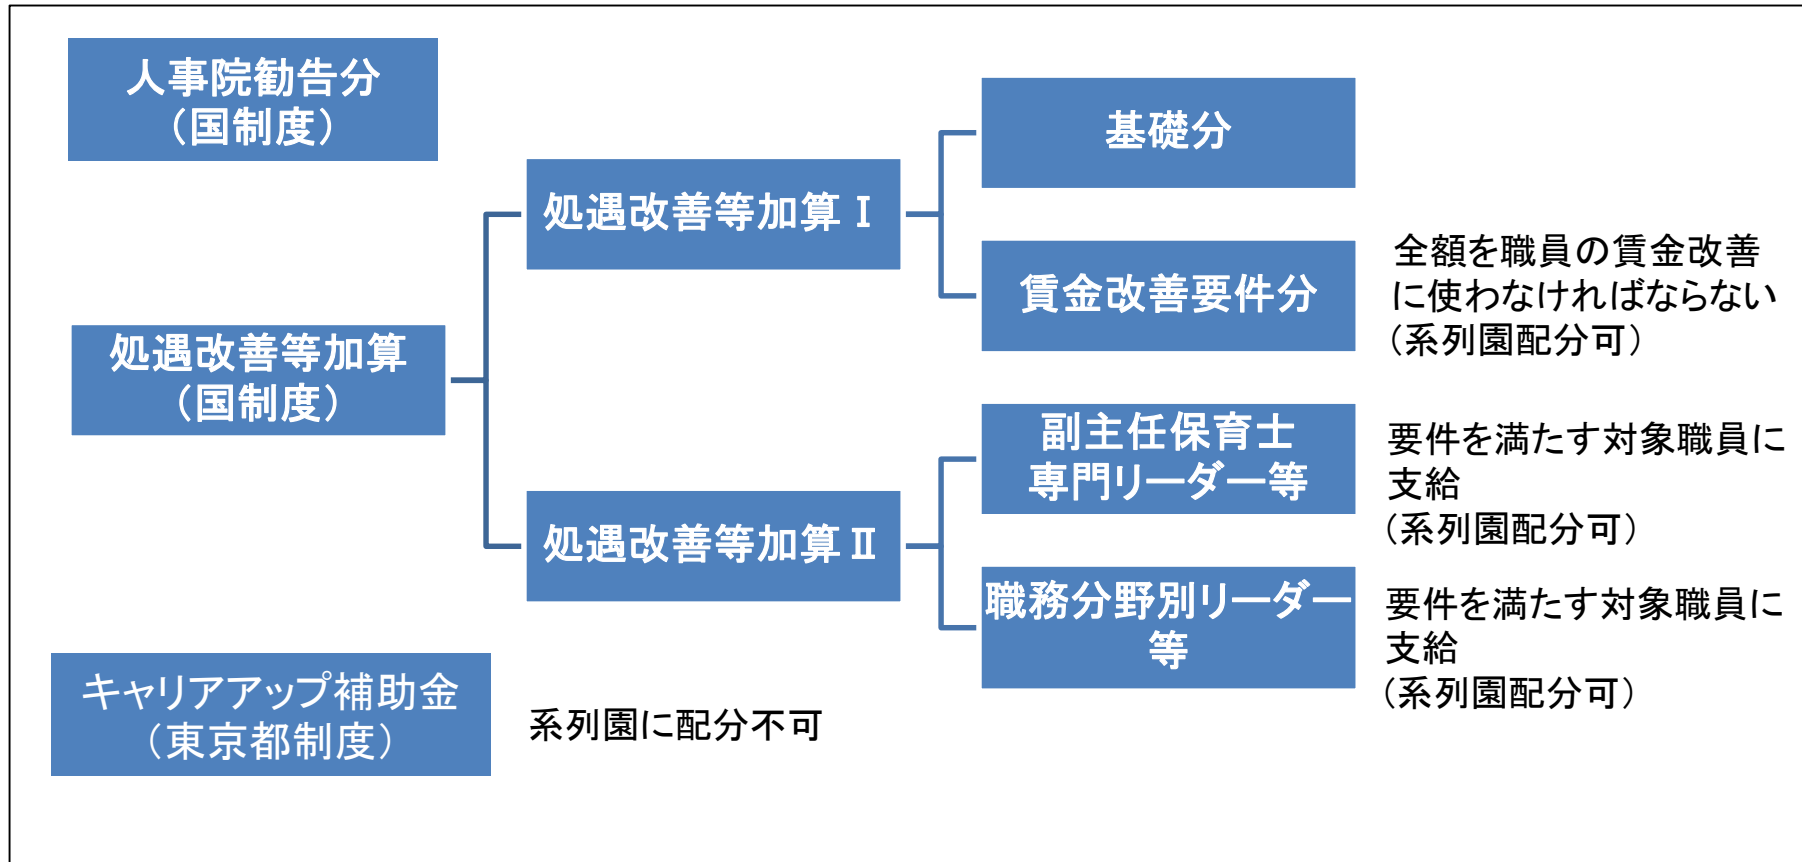 人事院勧告分
（国制度）
処遇改善等加算
（国制度）
処遇改善等加算Ⅰ
基礎分
賃金改善要件分
全額を職員の賃金改善
に使わなければならない
（系列園配分可）
処遇改善等加算Ⅱ
副主任保育士
専門リーダー等
要件を満たす対象職員に
支給
（系列園配分可）
職務分野別リーダー
等
要件を満たす対象職員に
支給
（系列園配分可）
キャリアアップ補助金
（東京都制度）
系列園に配分不可